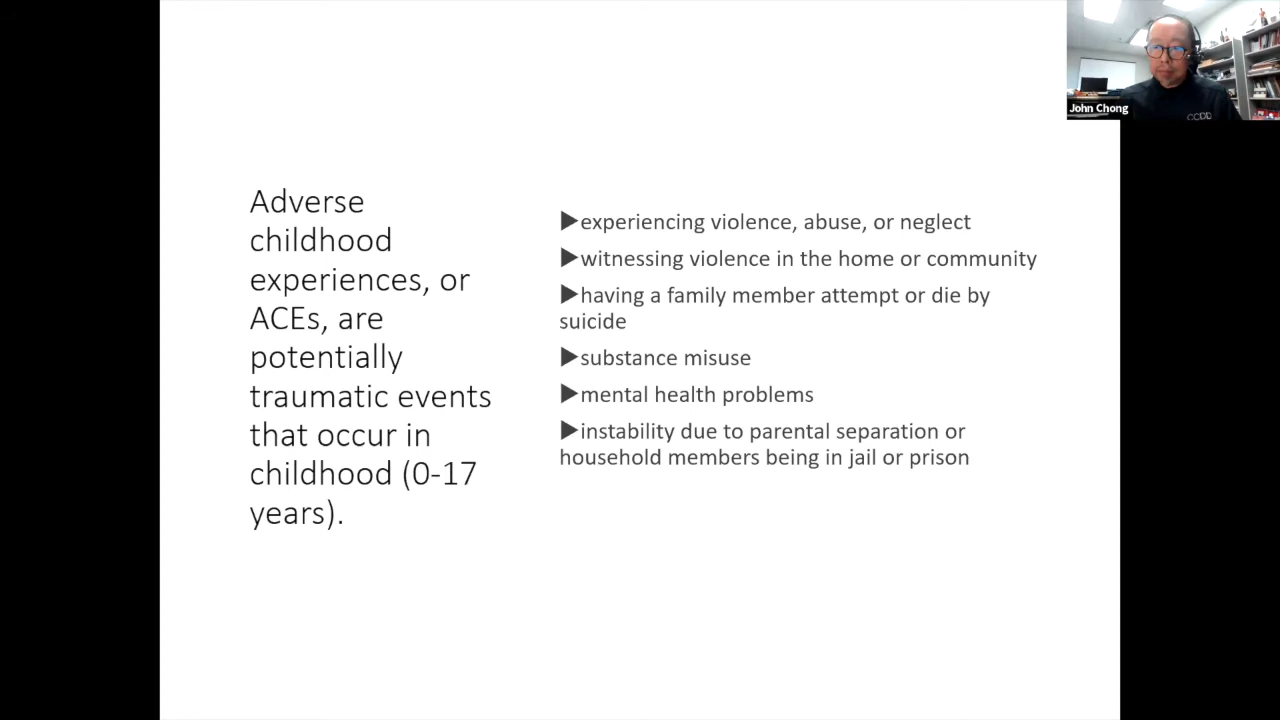 John Chong
Adverse
childhood
experiences, or
ACEs, are
potentially
traumatic events
that occur in
childhood (0-17
years).
▶experiencing violence, abuse, or neglect
▶witnessing violence in the home or community
▶having a family member attempt or die by
suicide
▶substance misuse
▶mental health problems
▶instability due to parental separation or
household members being in jail or prison